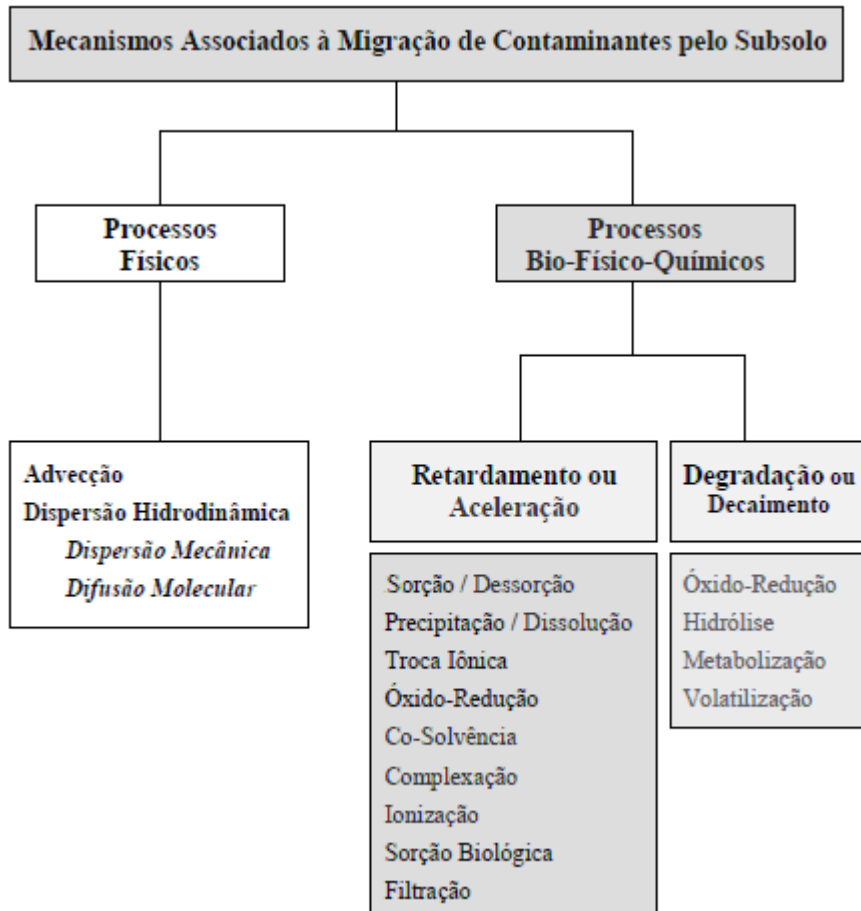 Mecanismos Associados à Migração de Contaminantes pelo Subsolo
Processos
Físicos
Processos
Bio-Físico-Químicos
Advecção
Dispersão Hidrodinâmica
Dispersão Mecânica
Difusão Molecular
Retardamento ou
Aceleração
Sorção / Dessorção
Precipitação / Dissolução
Troca Iônica
Óxido-Redução
Co-Solvência
Complexação
Ionização
Sorção Biológica
Filtração
Degradação ou
Decaimento
Óxido-Redução
Hidrólise
Metabolização
Volatilização